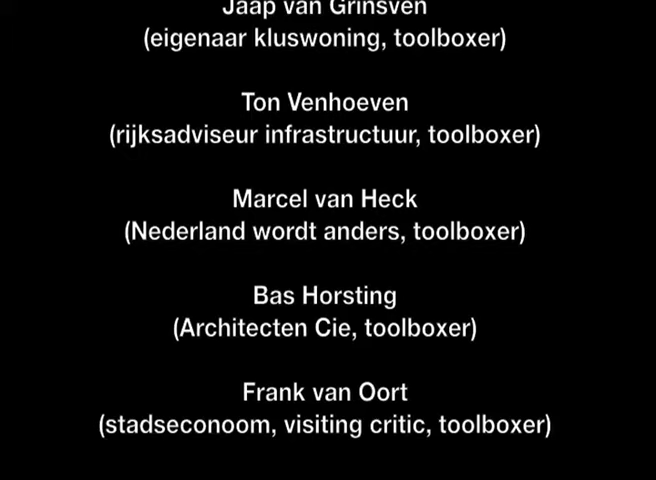 Jaap van Grinsven
(eigenaar kluswoning, toolboxer)
Ton Venhoeven
(rijksadviseur infrastructuur, toolboxer)
Marcel van Heck
(Nederland wordt anders, toolboxer)
Bas Horsting
(Architecten Cie, toolboxer)
Frank van Oort
(stadseconoom, visiting critic, toolboxer)